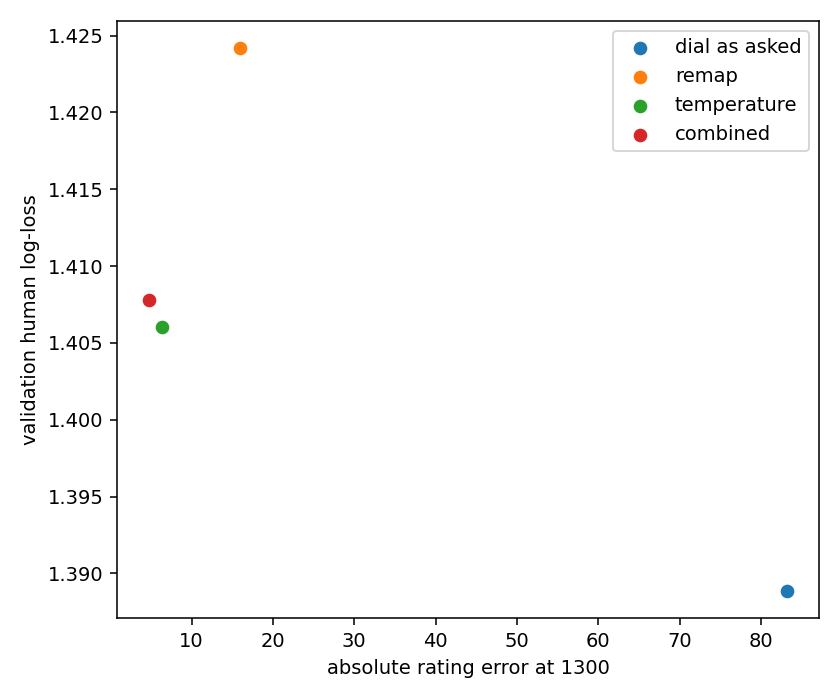 1.425
1.420
1.415
1.410
1.405
1.400
1.395
1.390
validation human log-loss
dial as asked
remap
temperature
combined
10 20 30 40 50 60 70 80
absolute rating error at 1300